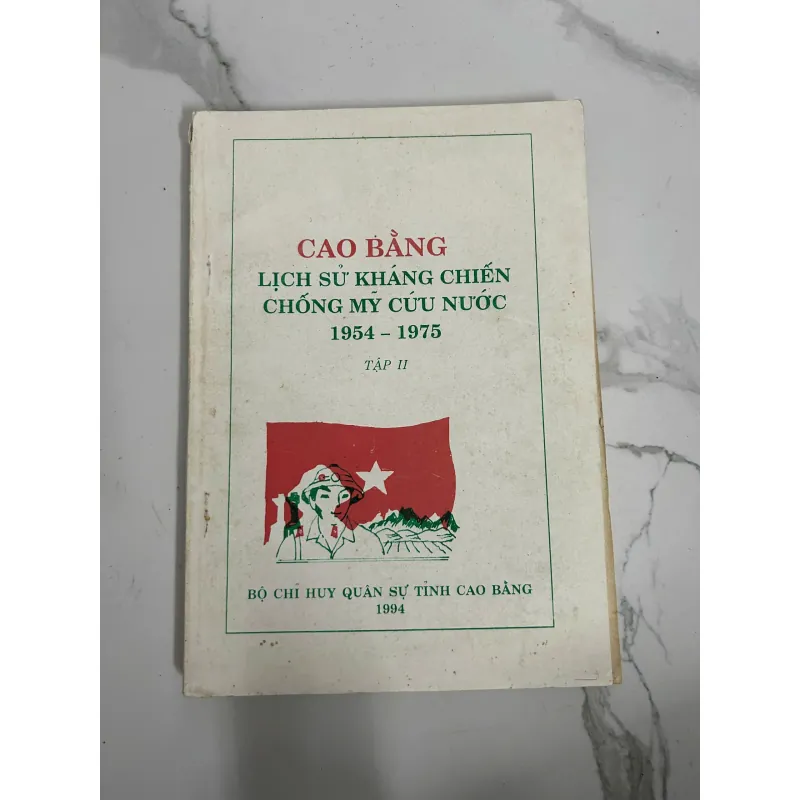 CAO BẰNG
LỊCH SỬ KHÁNG CHIẾN
CHỐNG MỸ CỨU NƯỚC
1954 – 1975
TẬP II
BỘ CHỈ HUY QUÂN SỰ TỈNH CAO BẰNG
1994